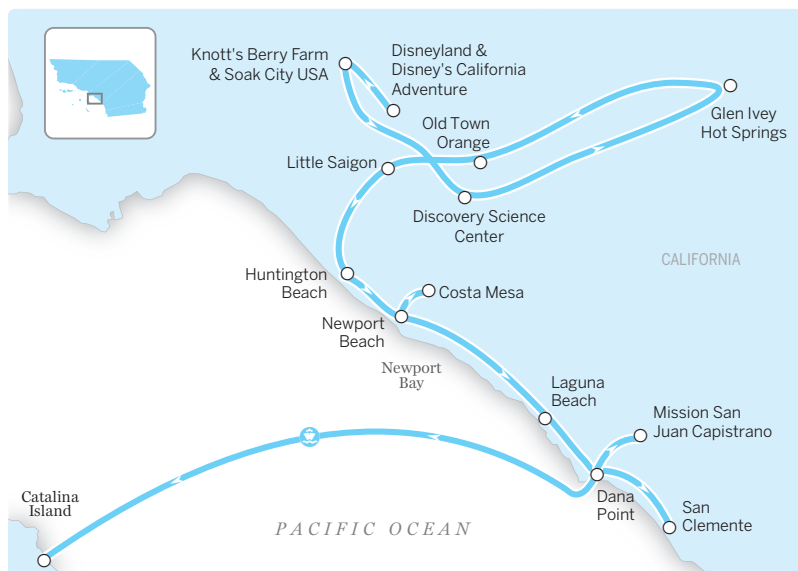 Knott's Berry Farm
& Soak City USA
Disneyland &
Disney's California
Adventure
Glen Ivey
Hot Springs
Old Town
Orange
Little Saigon
Discovery Science
Center
CALIFORNIA
Huntington
Beach
Costa Mesa
Newport
Beach
Newport
Bay
Laguna
Beach
Mission San
Juan Capistrano
Catalina
Island
Dana
Point
San
Clemente
PACIFIC OCEAN